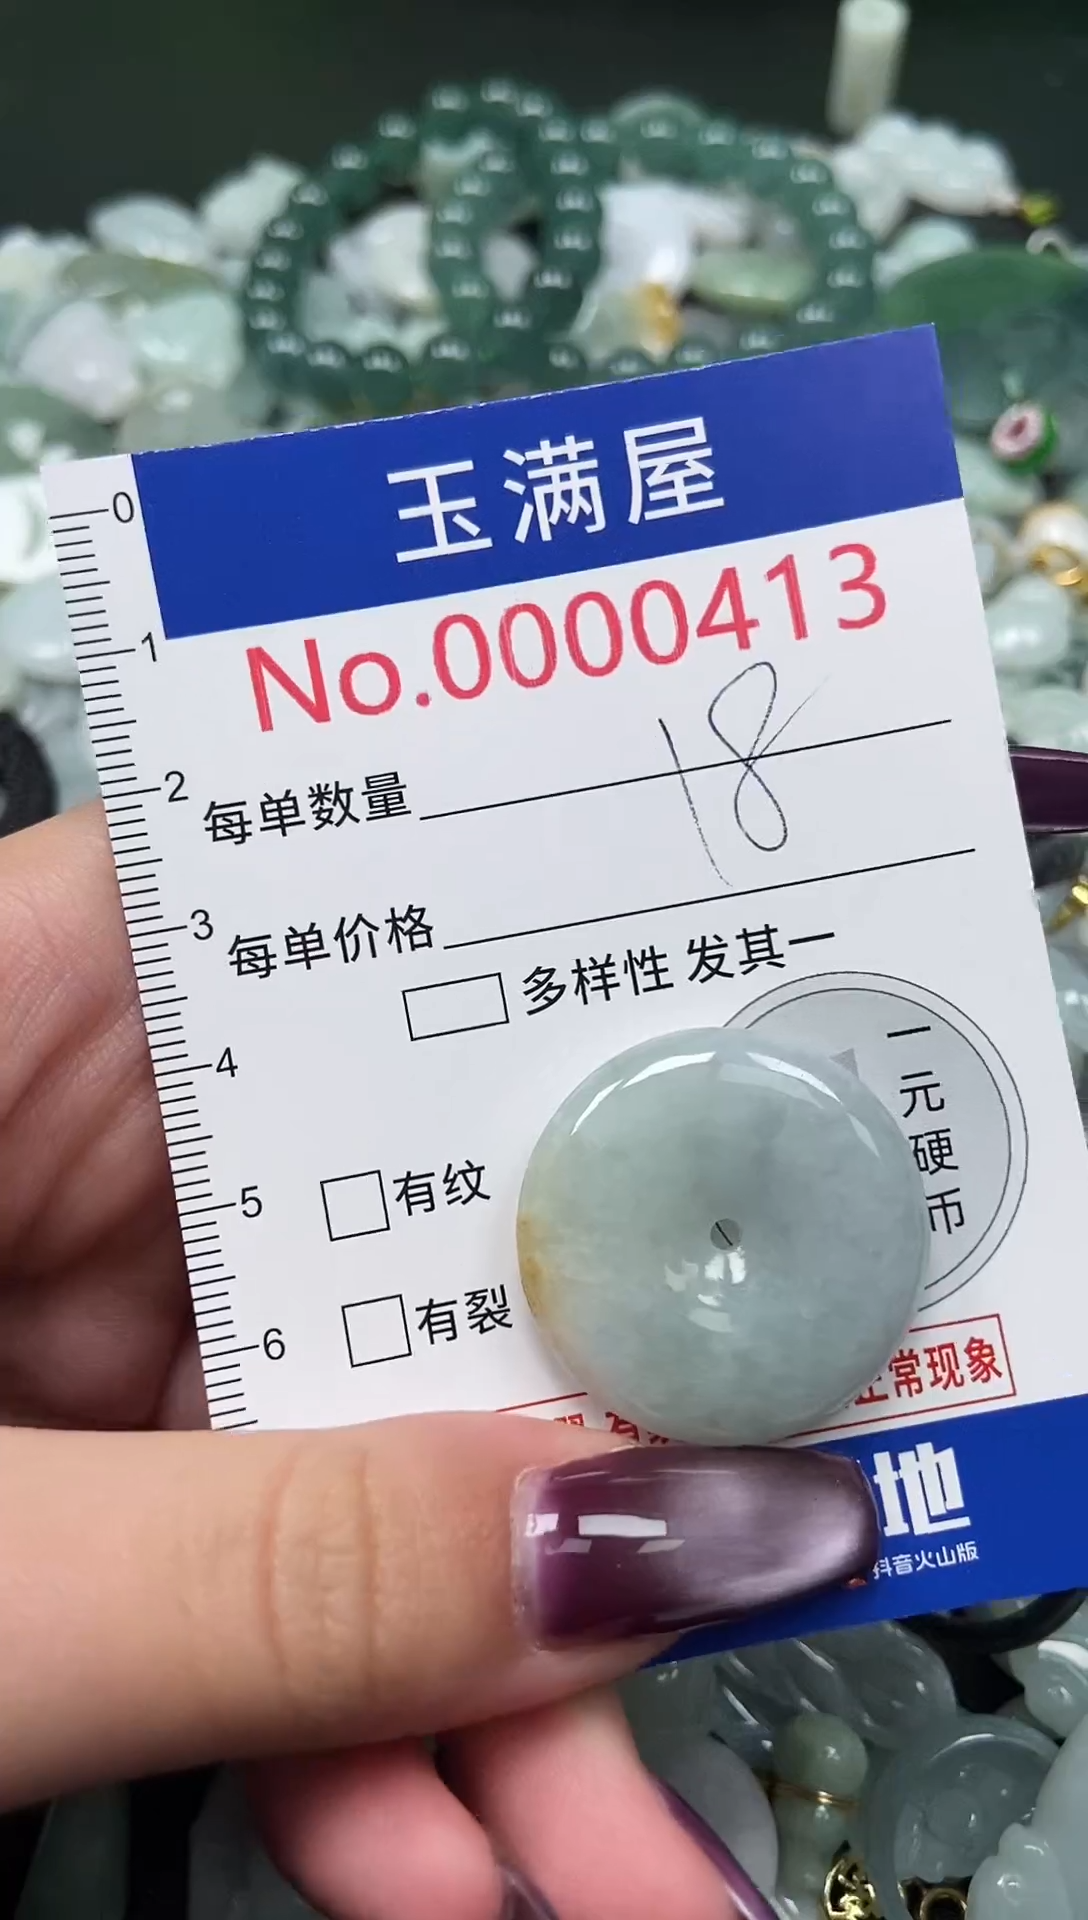 玉满屋
No.0000413
0
1
2
3
4
5
6
每单数量
18
每单价格
多样性 发其一
一元硬币
有纹
有裂
正常现象
地
抖音火山版